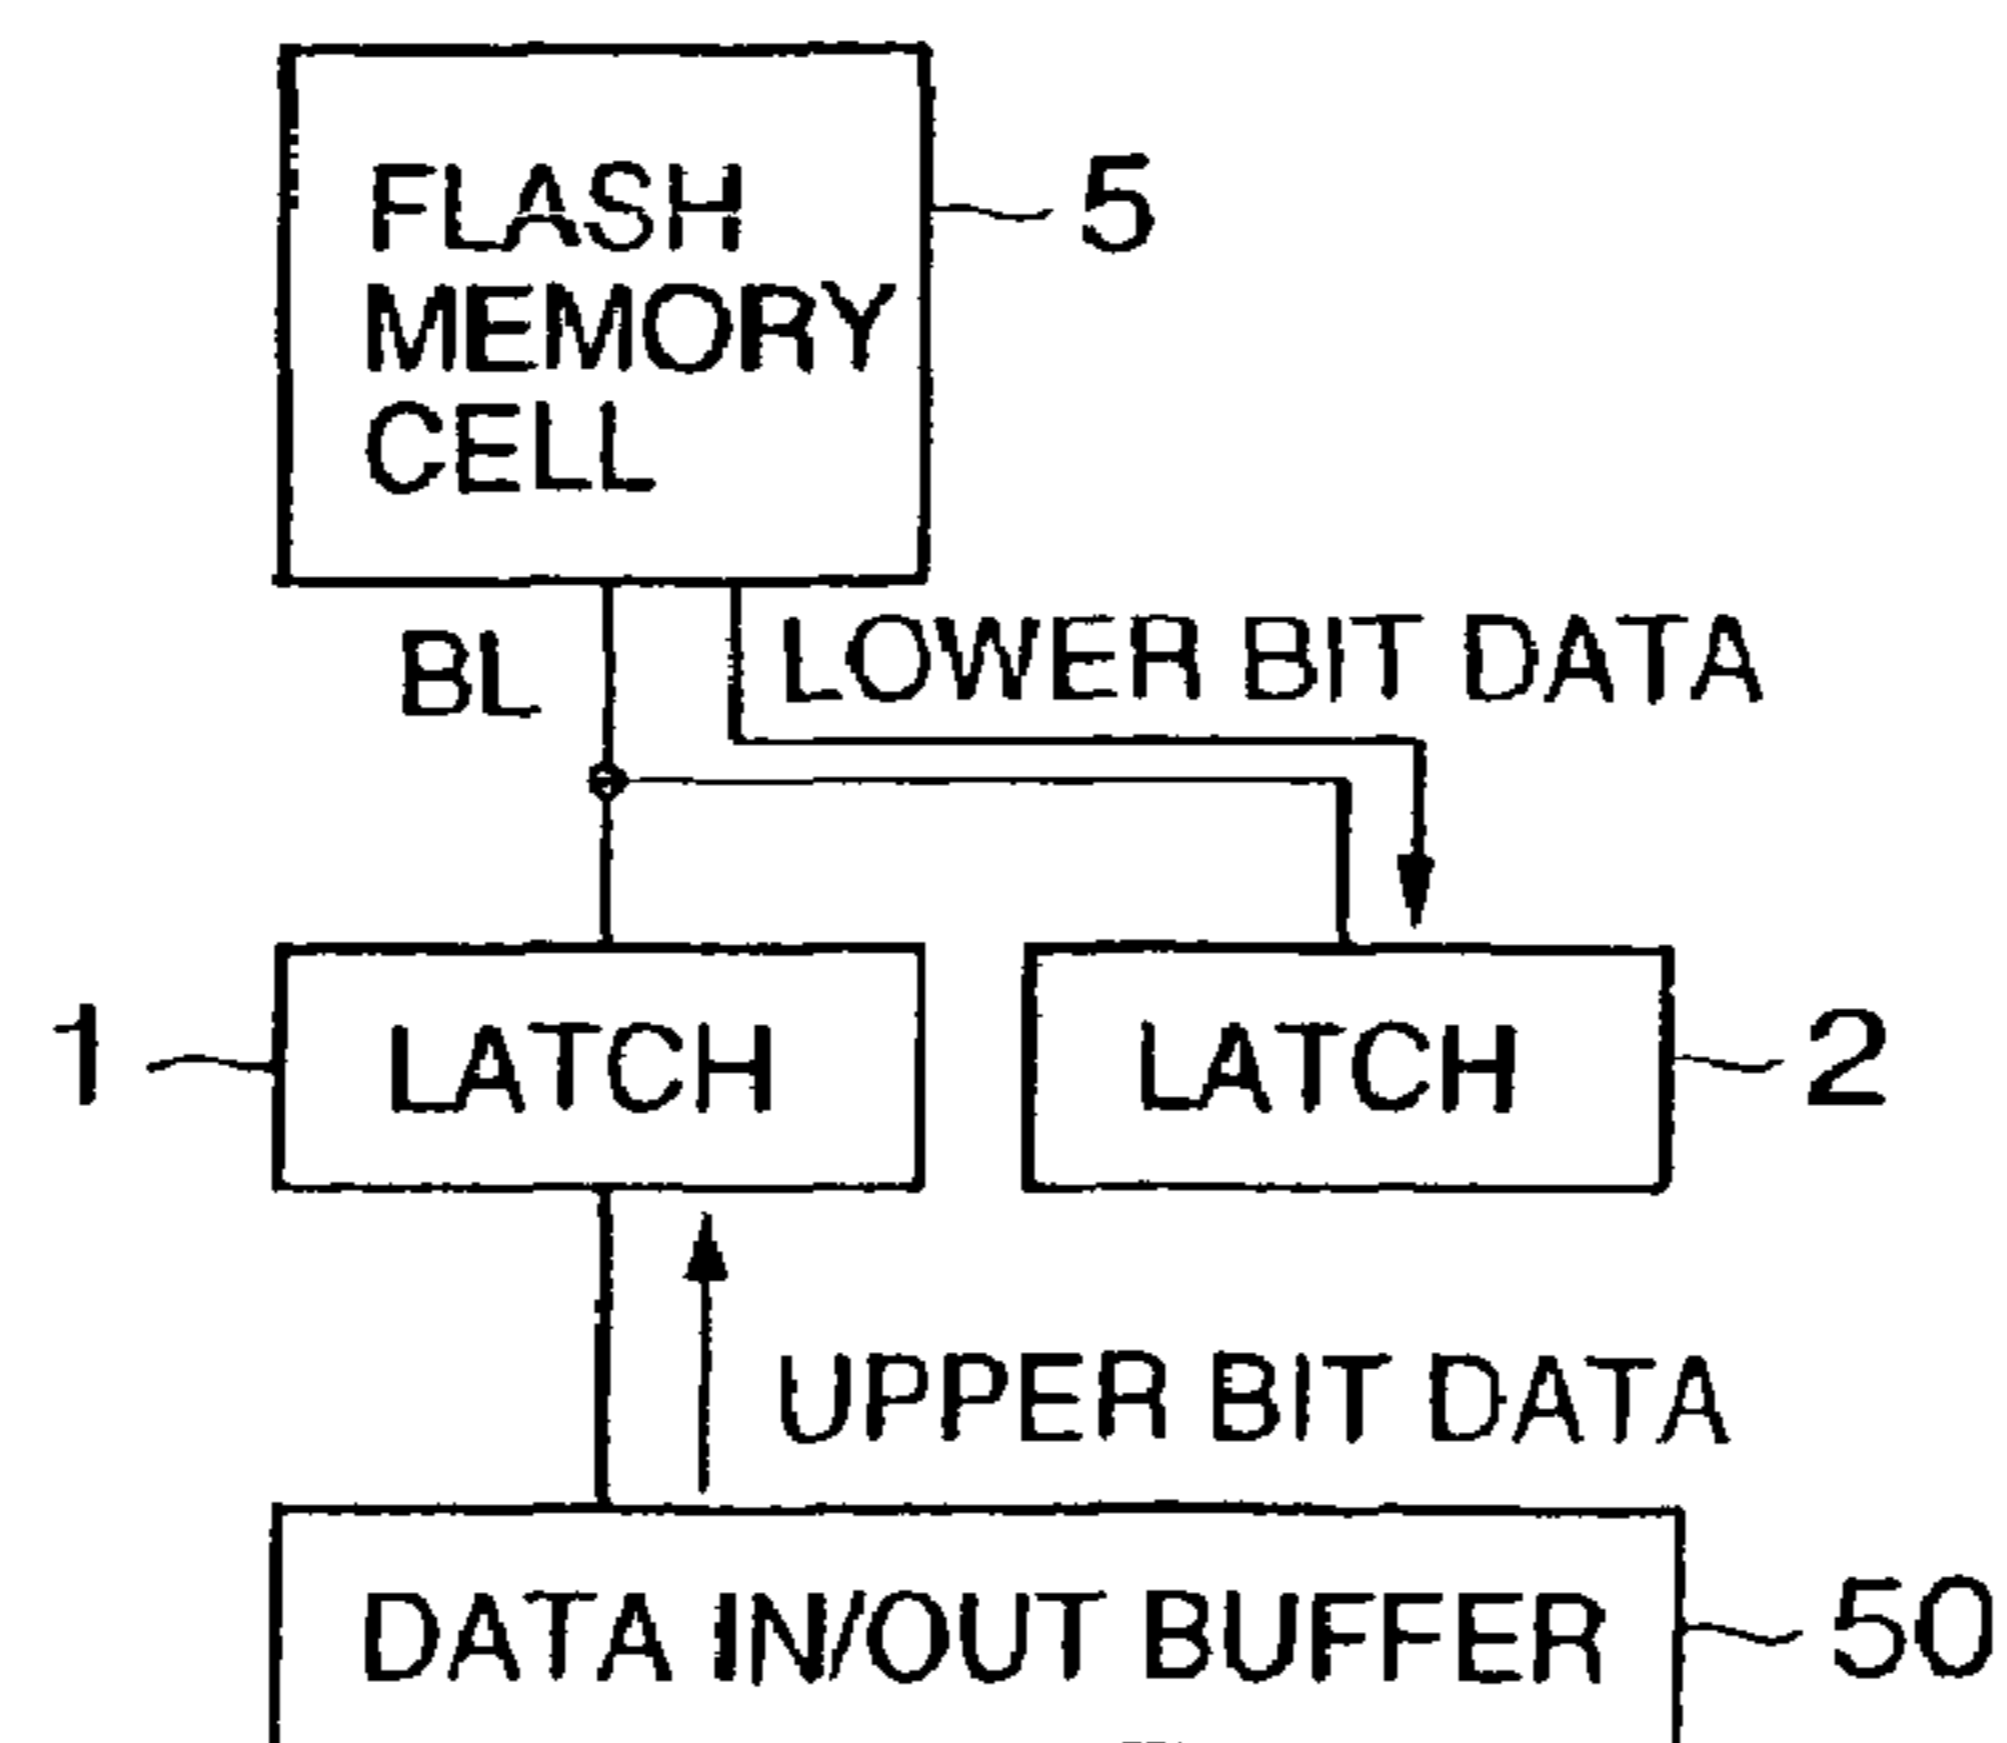 FLASH
MEMORY
CELL
5
BL
LOWER BIT DATA
1
LATCH
LATCH
2
UPPER BIT DATA
DATA IN/OUT BUFFER
50